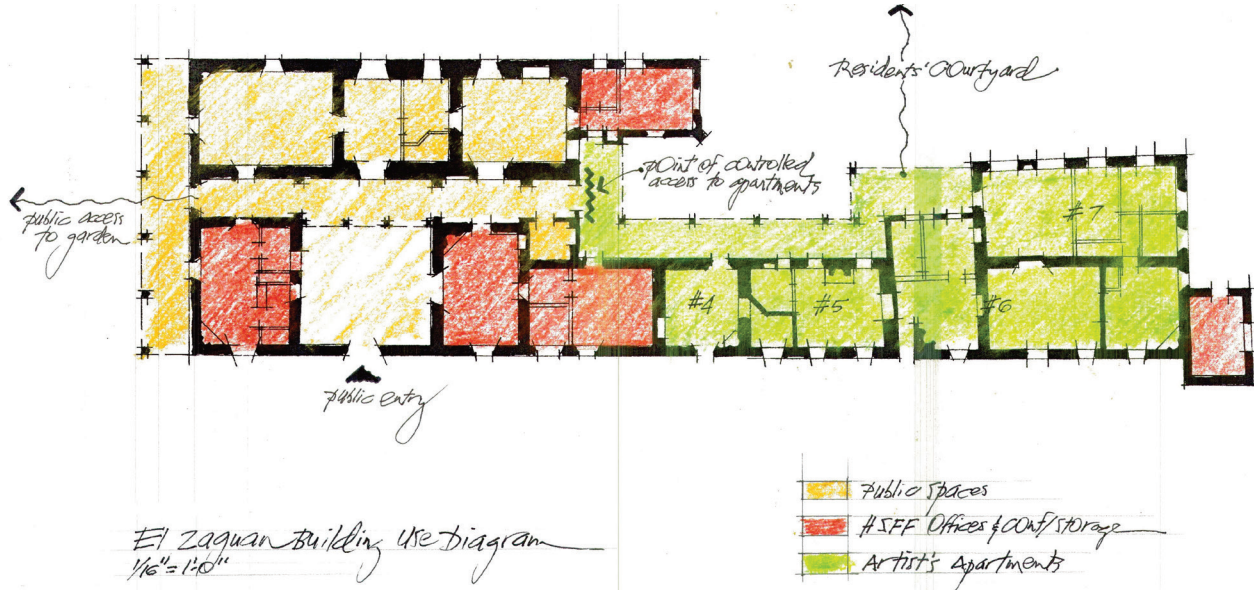 Residents' Courtyard
point of controlled
access to apartments
public access
to garden
#7
#4
#5
#6
public entry
Public Spaces
HSFF Offices & Conf/Storage
Artist's Apartments
El Zaguan Building Use Diagram
1/16"=1'0"